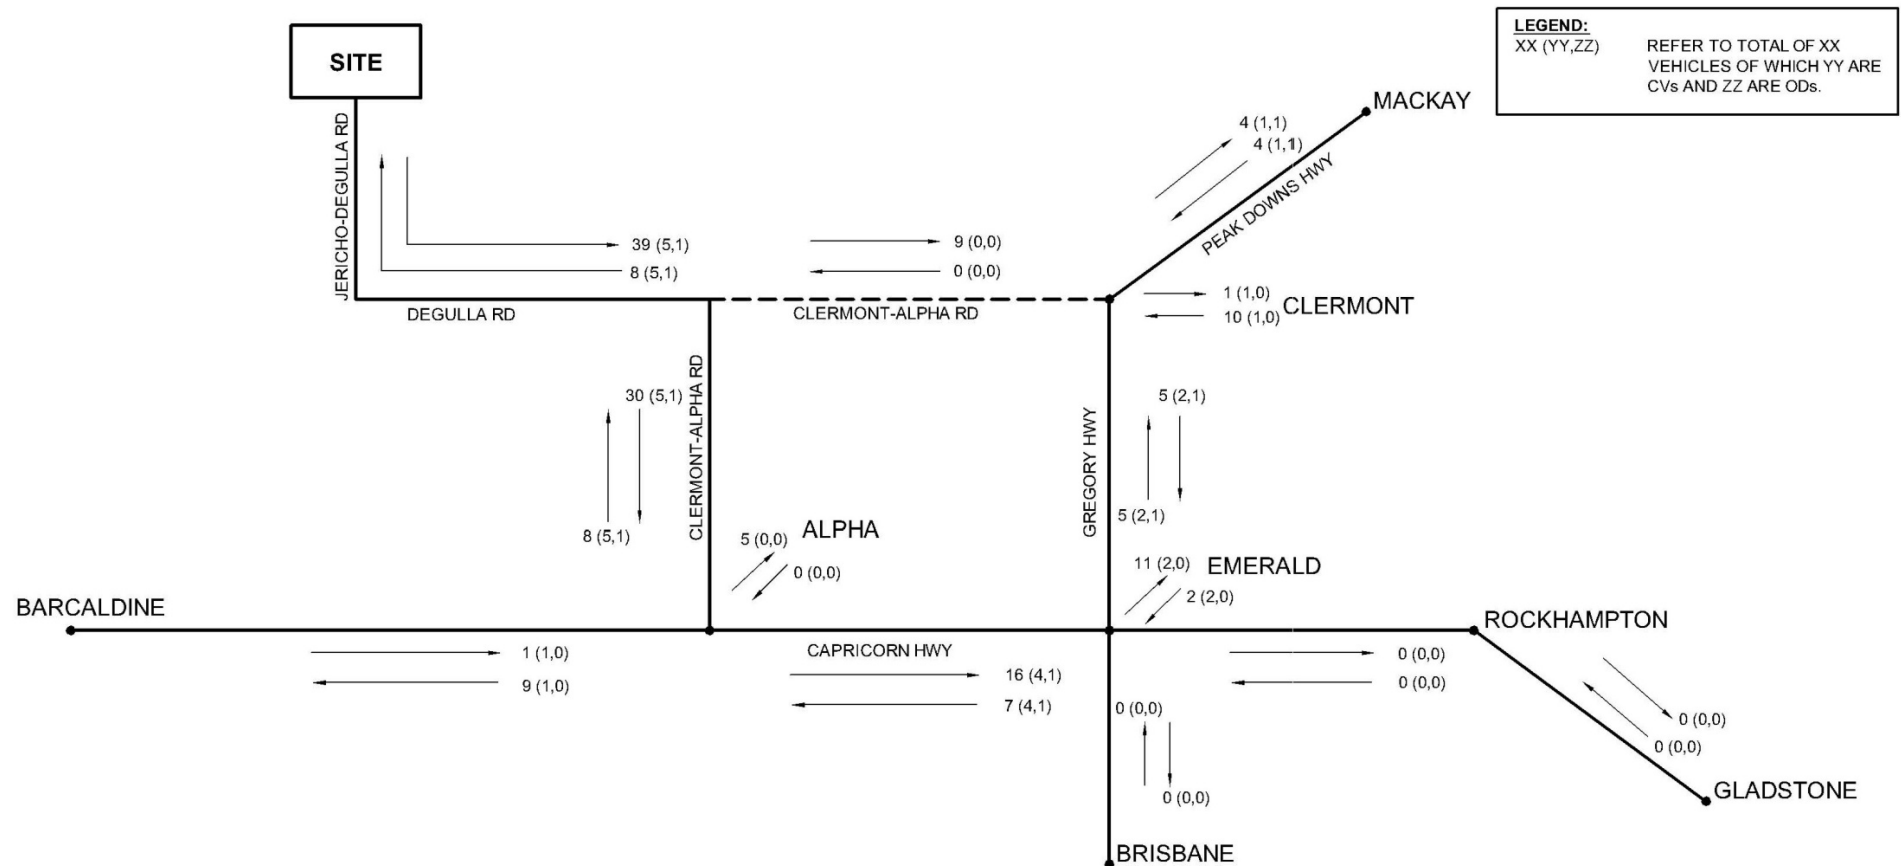 LEGEND:
XX (YY,ZZ) REFER TO TOTAL OF XX
VEHICLES OF WHICH YY ARE
CVs AND ZZ ARE ODs.
SITE
MACKAY
4 (1,1)
4 (1,1)
PEAK DOWNS HWY
JERICHO-DEGULLA RD
39 (5,1)
8 (5,1)
9 (0,0)
0 (0,0)
DEGULLA RD
CLERMONT-ALPHA RD
1 (1,0)
10 (1,0)
CLERMONT
30 (5,1)
8 (5,1)
CLERMONT-ALPHA RD
5 (2,1)
5 (2,1)
GREGORY HWY
ALPHA
5 (0,0)
0 (0,0)
EMERALD
11 (2,0)
2 (2,0)
BARCALDINE
ROCKHAMPTON
1 (1,0)
9 (1,0)
CAPRICORN HWY
16 (4,1)
7 (4,1)
0 (0,0)
0 (0,0)
0 (0,0)
0 (0,0)
0 (0,0)
0 (0,0)
GLADSTONE
BRISBANE